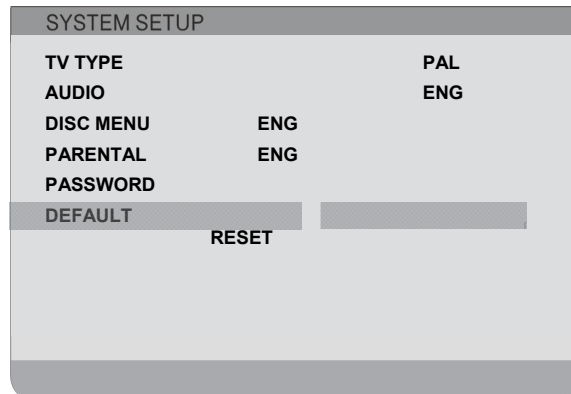 SYSTEM SETUP
TV TYPE PAL
AUDIO ENG
DISC MENU ENG
PARENTAL ENG
PASSWORD
DEFAULT
RESET